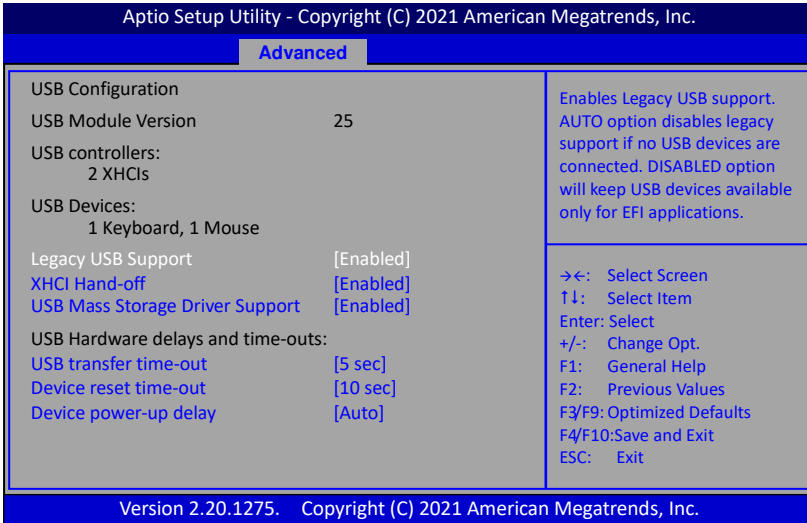 Aptio Setup Utility - Copyright (C) 2021 American Megatrends, Inc.
Advanced
USB Configuration
USB Module Version 25
USB controllers:
2 XHCIs
USB Devices:
1 Keyboard, 1 Mouse
Legacy USB Support [Enabled]
XHCI Hand-off [Enabled]
USB Mass Storage Driver Support [Enabled]
USB Hardware delays and time-outs:
USB transfer time-out [5 sec]
Device reset time-out [10 sec]
Device power-up delay [Auto]
Enables Legacy USB support.
AUTO option disables legacy
support if no USB devices are
connected. DISABLED option
will keep USB devices available
only for EFI applications.
→←: Select Screen
↑↓: Select Item
Enter: Select
+/-: Change Opt.
F1: General Help
F2: Previous Values
F3/F9: Optimized Defaults
F4/F10:Save and Exit
ESC: Exit
Version 2.20.1275. Copyright (C) 2021 American Megatrends, Inc.